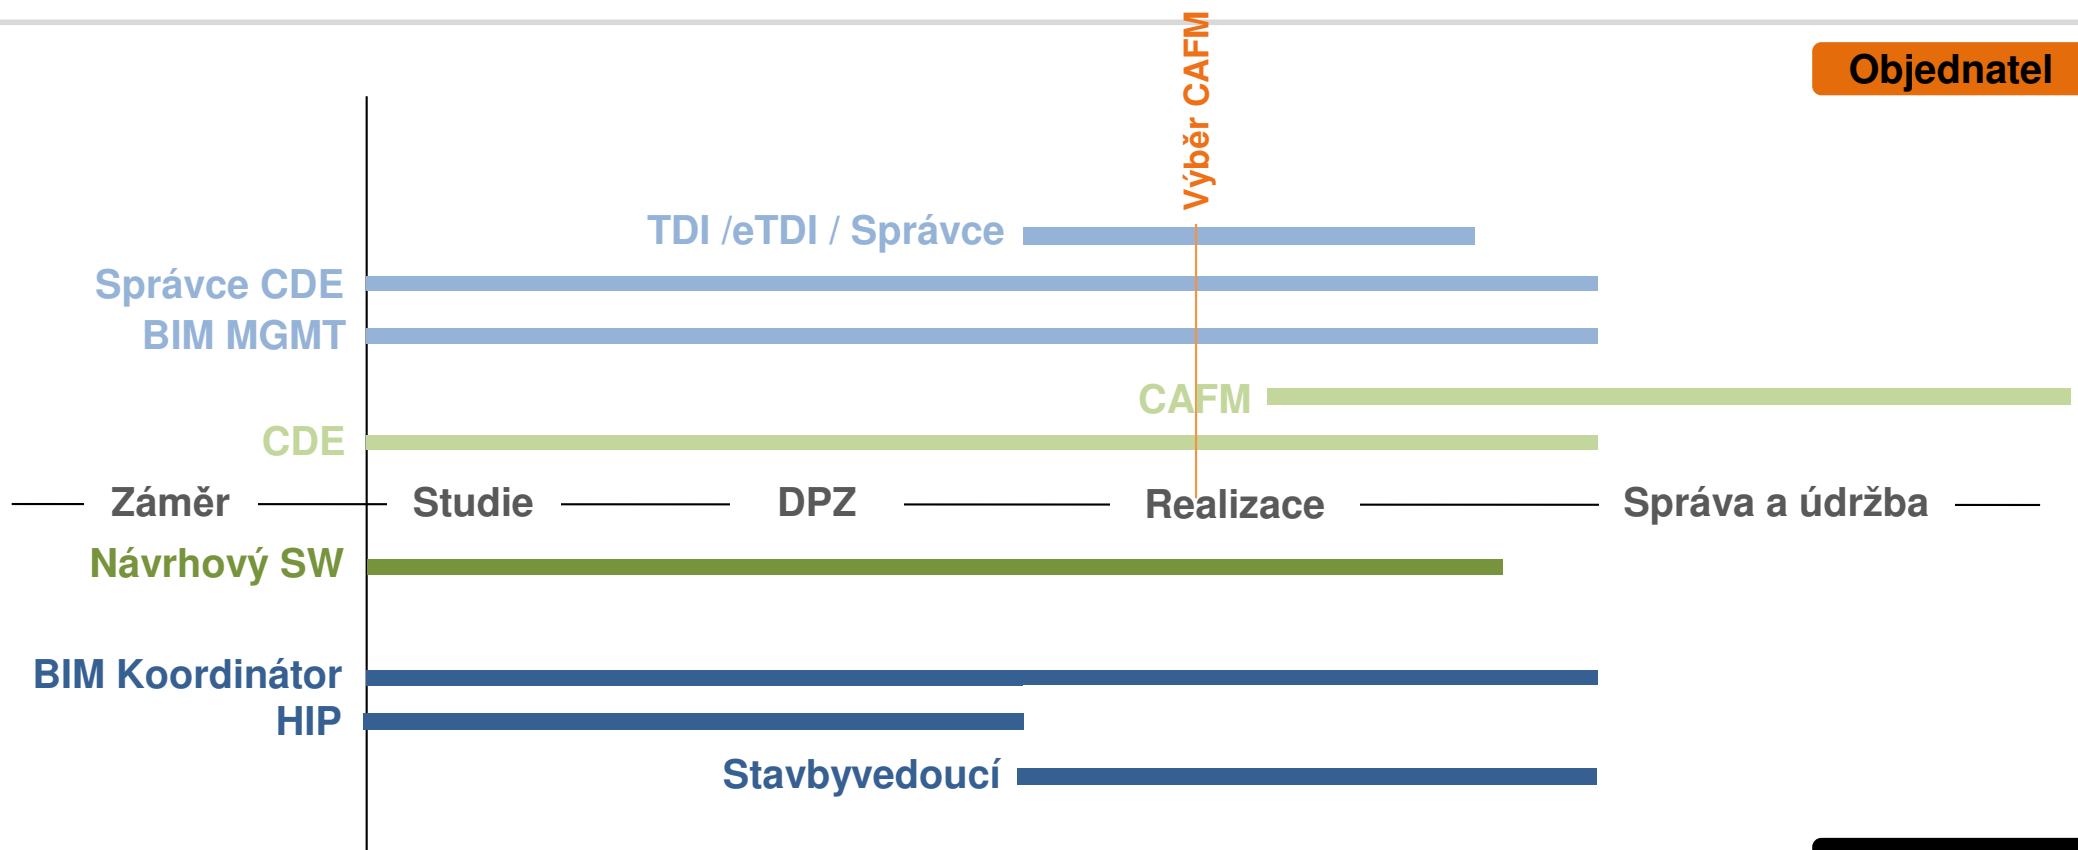 Výběr CAFM
Objednatel
TDI /eTDI / Správce
Správce CDE
BIM MGMT
CAFM
CDE
Záměr Studie DPZ Realizace Správa a údržba
Návrhový SW
BIM Koordinátor
HIP
Stavbyvedoucí